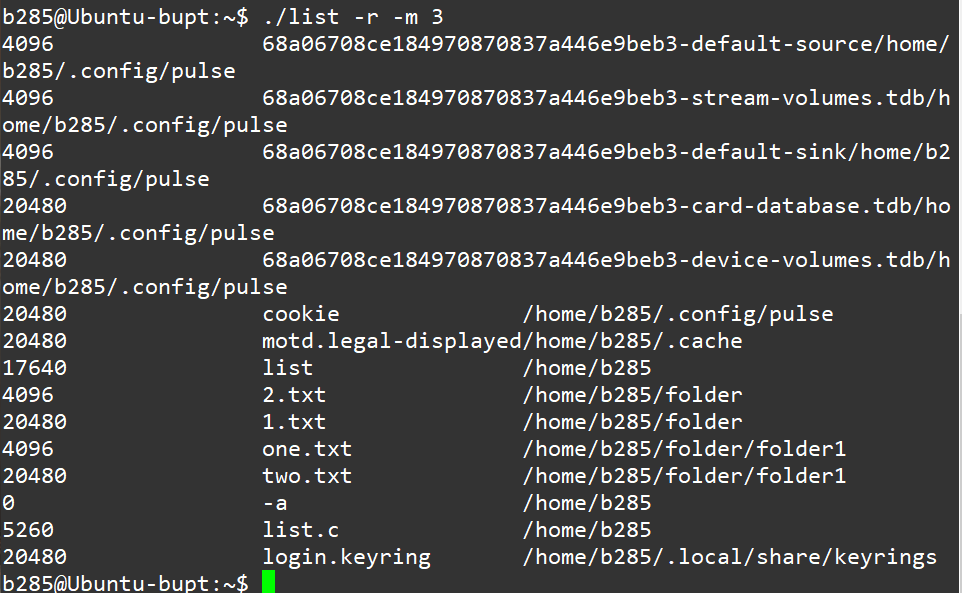 b285@Ubuntu-bupt:~$ ./list -r -m 3
4096                68a06708ce184970870837a446e9beb3-default-source/home/
b285/.config/pulse
4096                68a06708ce184970870837a446e9beb3-stream-volumes.tdb/h
ome/b285/.config/pulse
4096                68a06708ce184970870837a446e9beb3-default-sink/home/b2
85/.config/pulse
20480               68a06708ce184970870837a446e9beb3-card-database.tdb/ho
me/b285/.config/pulse
20480               68a06708ce184970870837a446e9beb3-device-volumes.tdb/h
ome/b285/.config/pulse
20480               cookie              /home/b285/.config/pulse
20480               motd.legal-displayed/home/b285/.cache
17640               list                /home/b285
4096                2.txt               /home/b285/folder
20480               1.txt               /home/b285/folder
4096                one.txt             /home/b285/folder/folder1
20480               two.txt             /home/b285/folder/folder1
0                   -a                  /home/b285
5260                list.c              /home/b285
20480               login.keyring       /home/b285/.local/share/keyrings
b285@Ubuntu-bupt:~$